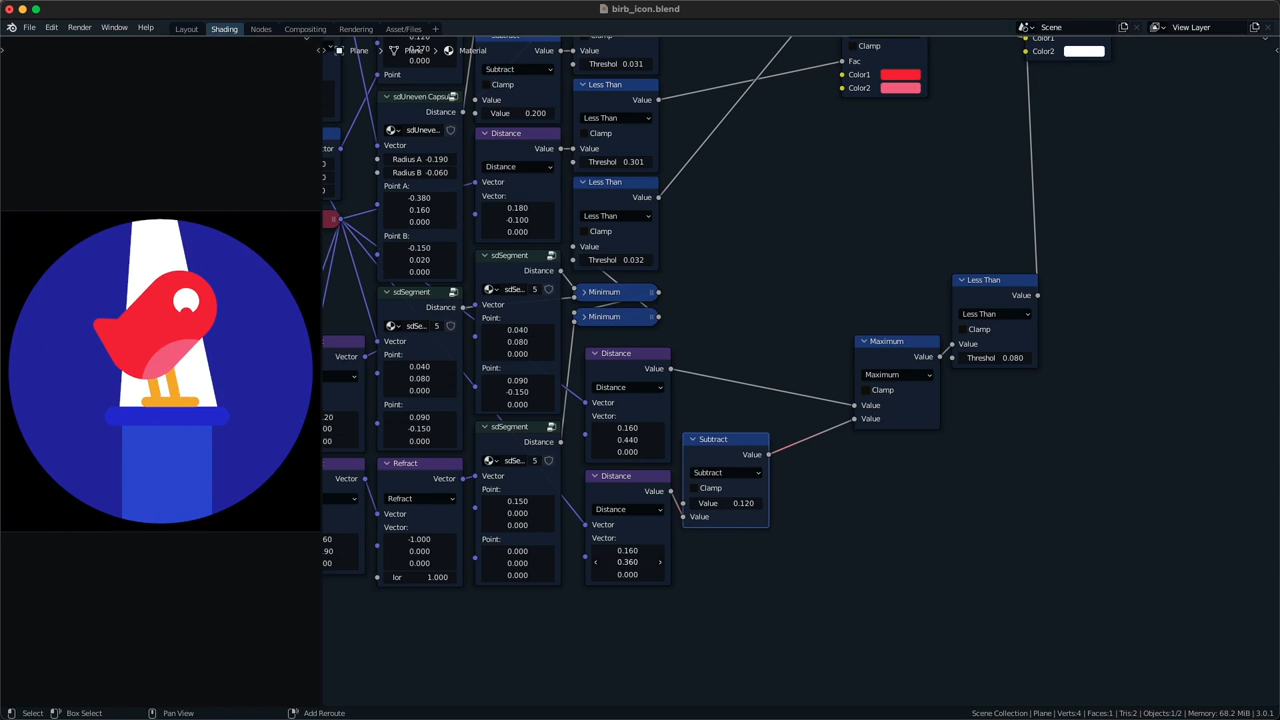 birb_icon.blend
File Edit Render Window Help Layout Shading Nodes Compositing Rendering Asset/Files Scene View Layer
Plane Material
Value
Subtract
Clamp
Value
Value 0.200
Value
Threshol 0.031
Less Than
Value
Less Than
Clamp
Value
Threshol 0.301
Less Than
Value
Less Than
Clamp
Value
Threshol 0.032
Minimum
Minimum
Clamp
Fac
Color1
Color2
Color1
Color2
0.120
0.270
0.000
Point
Vector
sdUneven Capsu
Distance
sdUneve...
Vector
Radius A -0.190
Radius B -0.060
Point A:
-0.380
0.160
0.000
Point B:
-0.150
0.020
0.000
sdSegment
Distance
sdSe... 5
Vector
Point:
0.040
0.080
0.000
Point:
0.090
-0.150
0.000
Refract
Vector
Refract
Vector
Vector:
-1.000
0.000
0.000
Ior 1.000
Vector
Vector
Distance
Value
Distance
Vector
Vector:
0.180
-0.100
0.000
sdSegment
Distance
sdSe... 5
Vector
Point:
0.040
0.080
0.000
Point:
0.090
-0.150
0.000
sdSegment
Distance
sdSe... 5
Vector
Point:
0.150
0.000
0.000
Point:
0.000
0.000
0.000
Distance
Value
Distance
Vector
Vector:
0.160
0.440
0.000
Distance
Value
Distance
Vector
Vector:
0.160
0.360
0.000
Subtract
Value
Subtract
Clamp
Value 0.120
Value
Maximum
Value
Maximum
Clamp
Value
Value
Less Than
Value
Less Than
Clamp
Value
Threshol 0.080
Select Box Select Pan View Add Reroute Scene Collection | Plane | Verts:4 | Faces:1 | Tris:2 | Objects:1/2 | Memory: 68.2 MiB | 3.0.1